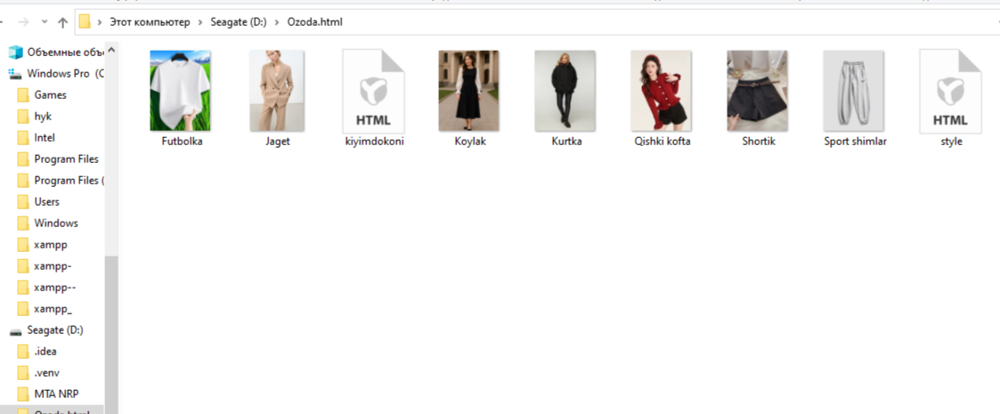 Этот компьютер
Seagate (D:)
Ozoda.html
Объемные объ
Windows Pro (C
Games
hyk
Intel
Program Files
Program Files (
Users
Windows
xampp
xampp-
xampp--
xampp_
Seagate (D:)
.idea
.venv
MTA NRP
Ozoda.html
HTML
HTML
Futbolka
Jaget
kiyimdokoni
Koylak
Kurtka
Qishki kofta
Shortik
Sport shimlar
style